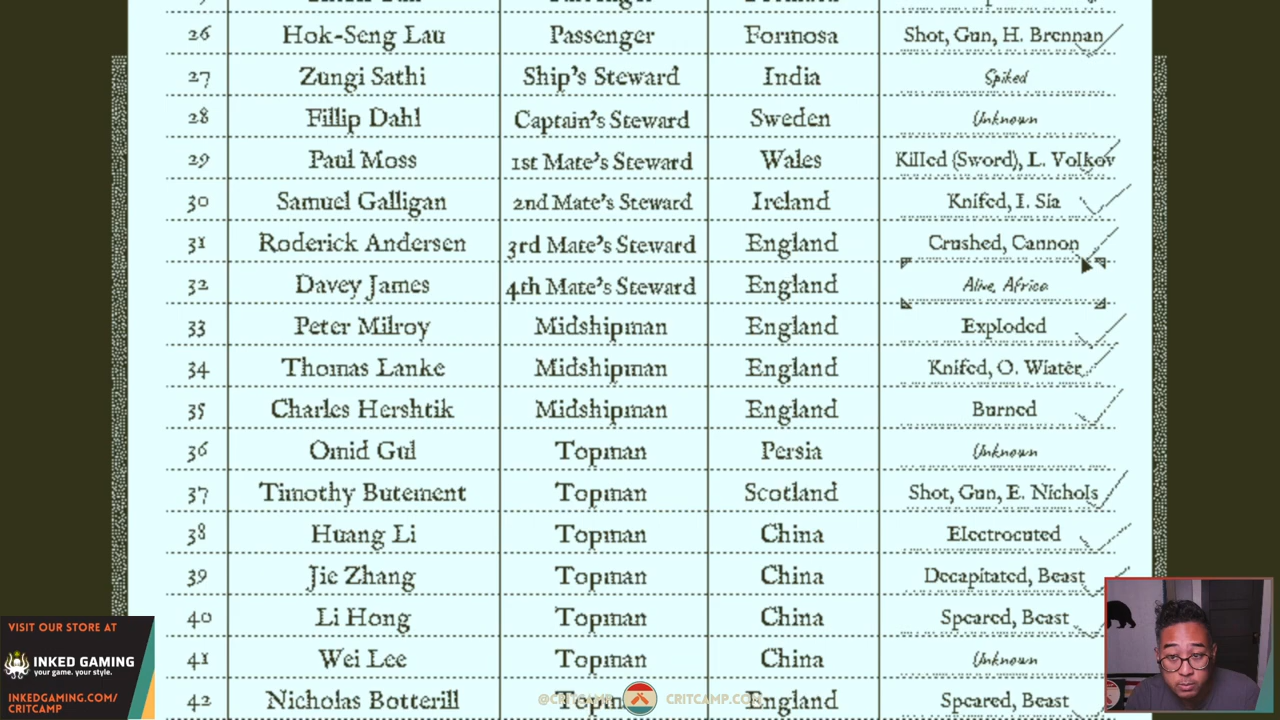 26 Hok-Seng Lau Passenger Formosa Shot, Gun, H. Brennan
27 Zungi Sathi Ship's Steward India Spiked
28 Fillip Dahl Captain's Steward Sweden Unknown
29 Paul Moss 1st Mate's Steward Wales Killed (Sword), L. Volkov
30 Samuel Galligan 2nd Mate's Steward Ireland Knifed, I. Sia
31 Roderick Andersen 3rd Mate's Steward England Crushed, Cannon
32 Davey James 4th Mate's Steward England Alive, Africa
33 Peter Milroy Midshipman England Exploded
34 Thomas Lanke Midshipman England Knifed, O. Wiater
35 Charles Hershtik Midshipman England Burned
36 Omid Gul Topman Persia Unknown
37 Timothy Butement Topman Scotland Shot, Gun, E. Nichols
38 Huang Li Topman China Electrocuted
39 Jie Zhang Topman China Decapitated, Beast
40 Li Hong Topman China Speared, Beast
41 Wei Lee Topman China Unknown
42 Nicholas Botterill Topman England Speared, Beast
VISIT OUR STORE AT
INKED GAMING
your game. your style.
INKEDGAMING.COM/
CRITCAMP
@CRITCAMP CRITCAMP.COM